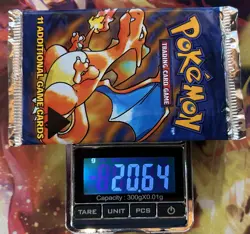 11 ADDITIONAL GAME CARDS
POKéMON
TRADING CARD GAME
g
20.64
Capacity : 300gX0.01g
TARE
UNIT
PCS